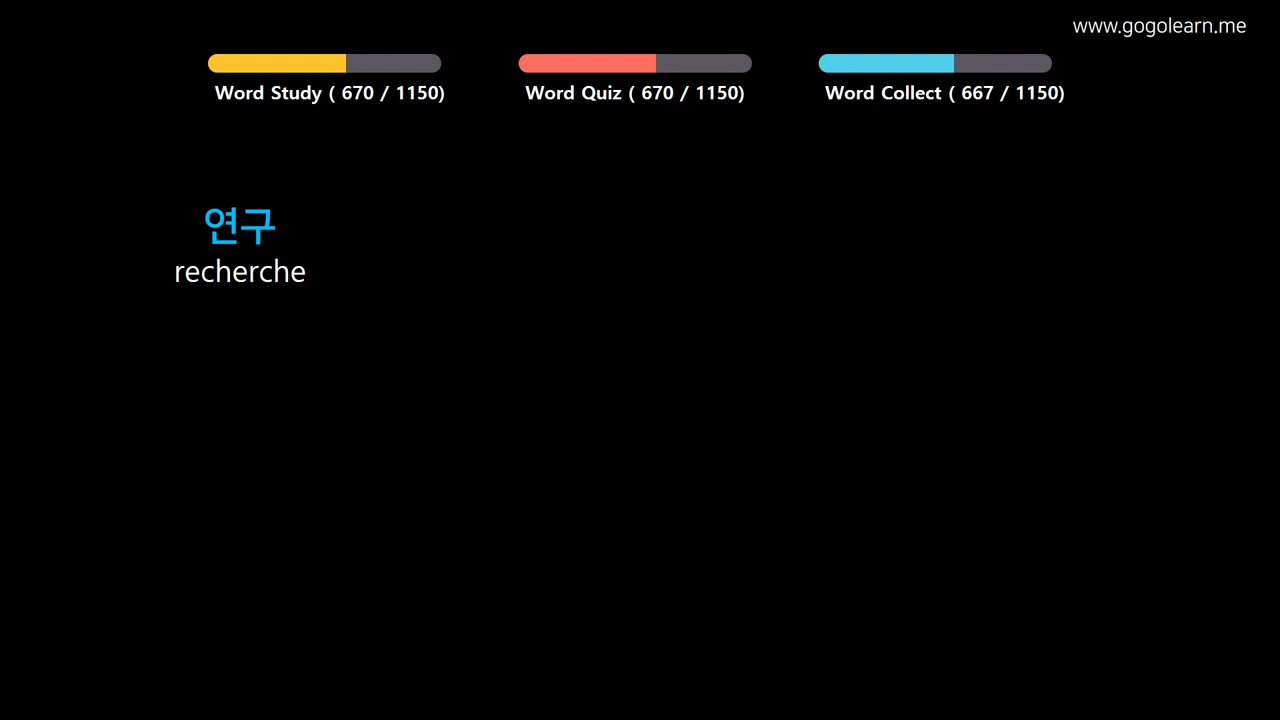 www.gogolearn.me
Word Study ( 670 / 1150)
Word Quiz ( 670 / 1150)
Word Collect ( 667 / 1150)
연구
recherche